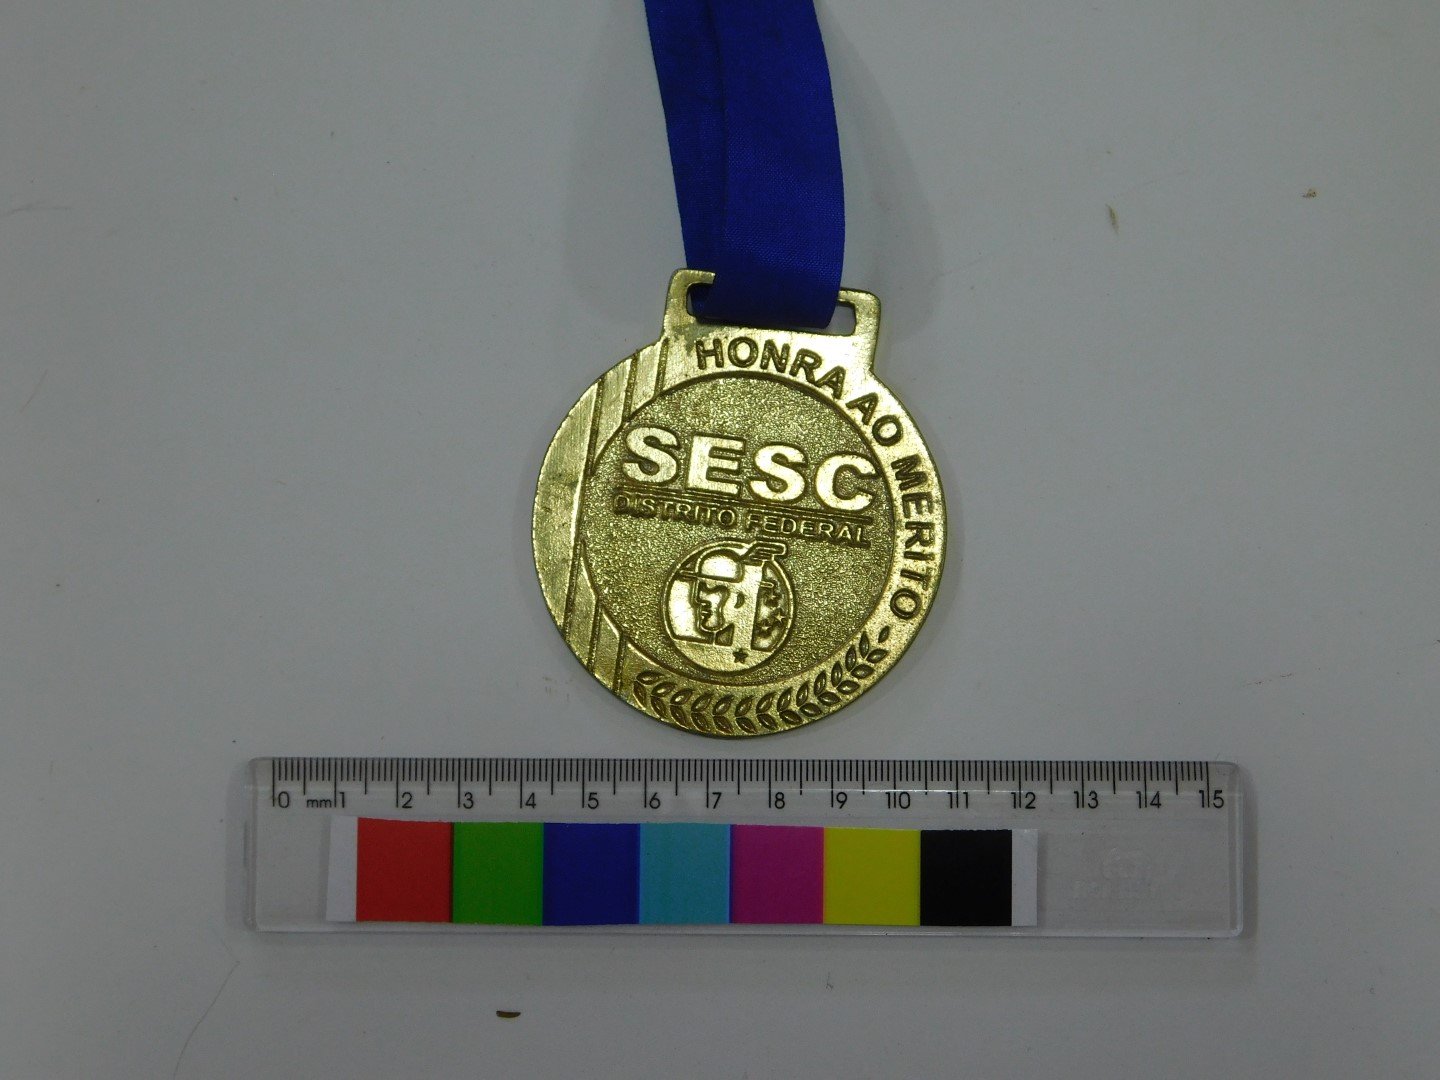 HONRA AO MERITO
SESC
DISTRITO FEDERAL
0 mm 1 2 3 4 5 6 7 8 9 10 11 12 13 14 15